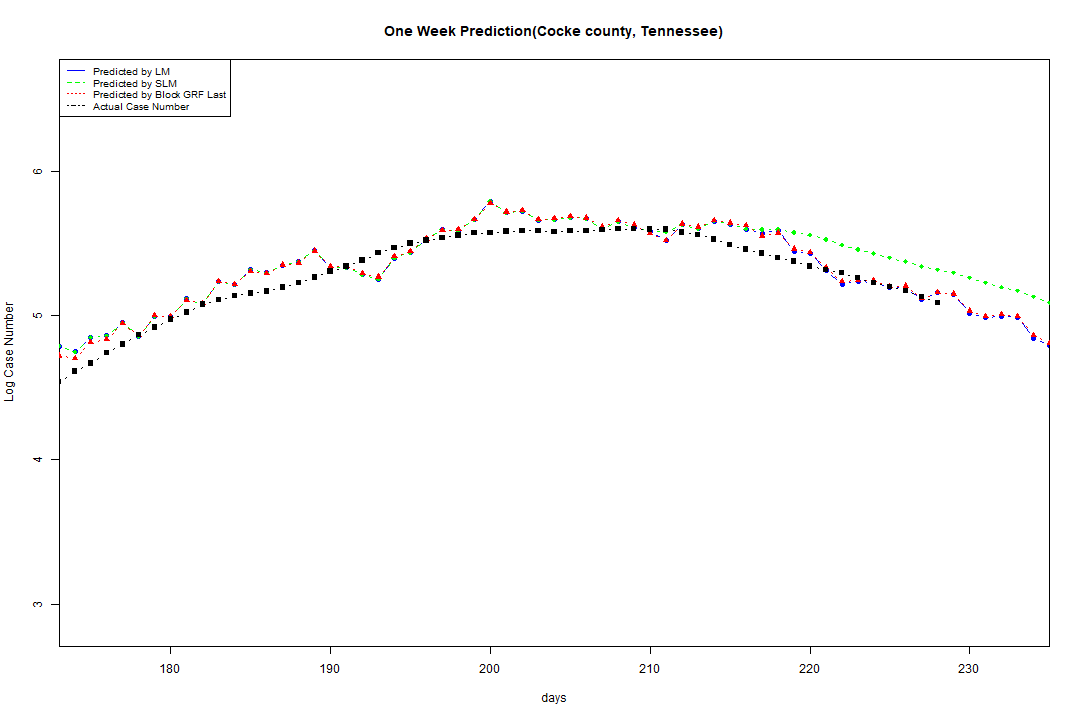 One Week Prediction(Cocke county, Tennessee)
Predicted by LM
Predicted by SLM
Predicted by Block GRF Last
Actual Case Number
6
5
4
3
Log Case Number
180 190 200 210 220 230
days